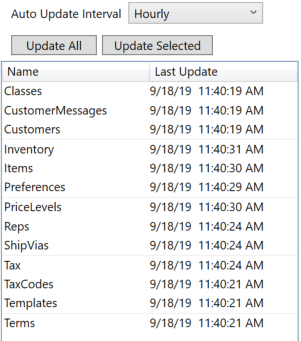 Auto Update Interval Hourly
Update All Update Selected
Name Last Update
Classes 9/18/19 11:40:19 AM
CustomerMessages 9/18/19 11:40:19 AM
Customers 9/18/19 11:40:19 AM
Inventory 9/18/19 11:40:31 AM
Items 9/18/19 11:40:30 AM
Preferences 9/18/19 11:40:29 AM
PriceLevels 9/18/19 11:40:30 AM
Reps 9/18/19 11:40:24 AM
ShipVias 9/18/19 11:40:24 AM
Tax 9/18/19 11:40:24 AM
TaxCodes 9/18/19 11:40:21 AM
Templates 9/18/19 11:40:21 AM
Terms 9/18/19 11:40:21 AM